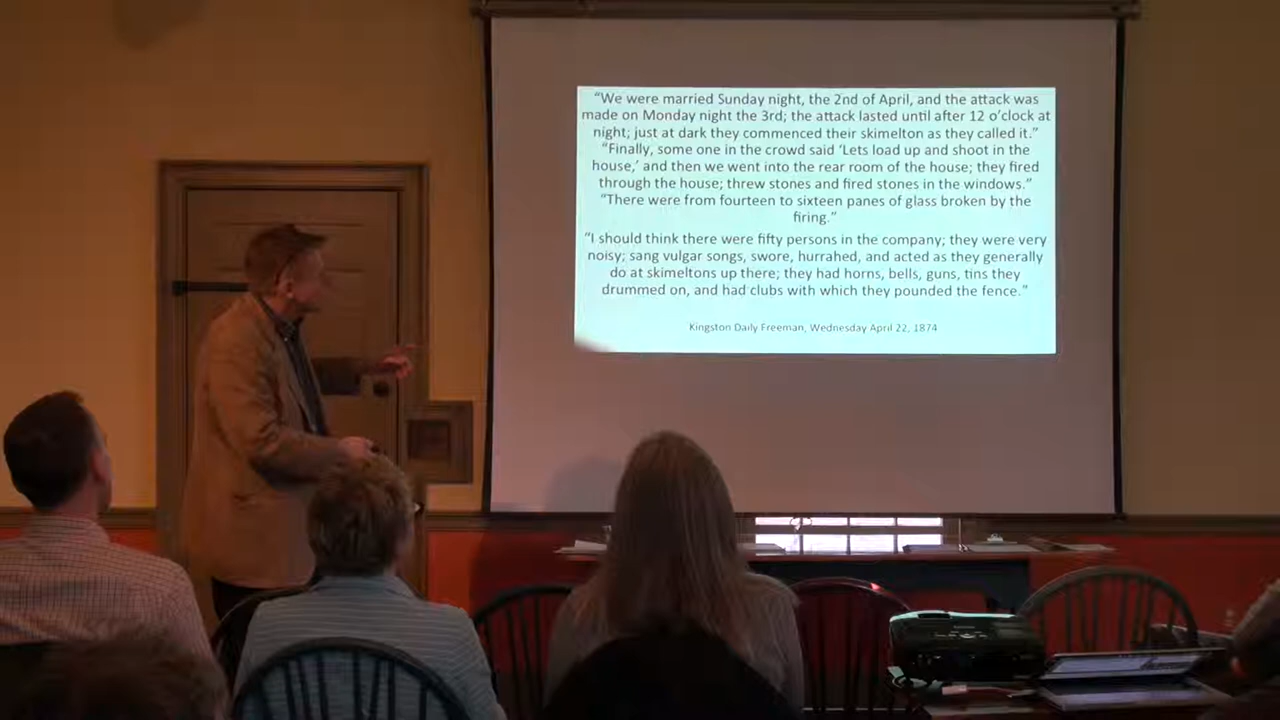 “We were married Sunday night, the 2nd of April, and the attack was
made on Monday night the 3rd; the attack lasted until after 12 o’clock at
night; just at dark they commenced their skimelton as they called it.”
“Finally, some one in the crowd said ‘Lets load up and shoot in the
house,’ and then we went into the rear room of the house; they fired
through the house; threw stones and fired stones in the windows.”
“There were from fourteen to sixteen panes of glass broken by the
firing.”
“I should think there were fifty persons in the company; they were very
noisy; sang vulgar songs, swore, hurrahed, and acted as they generally
do at skimeltons up there; they had horns, bells, guns, tins they
drummed on, and had clubs with which they pounded the fence.”
Kingston Daily Freeman, Wednesday April 22, 1874